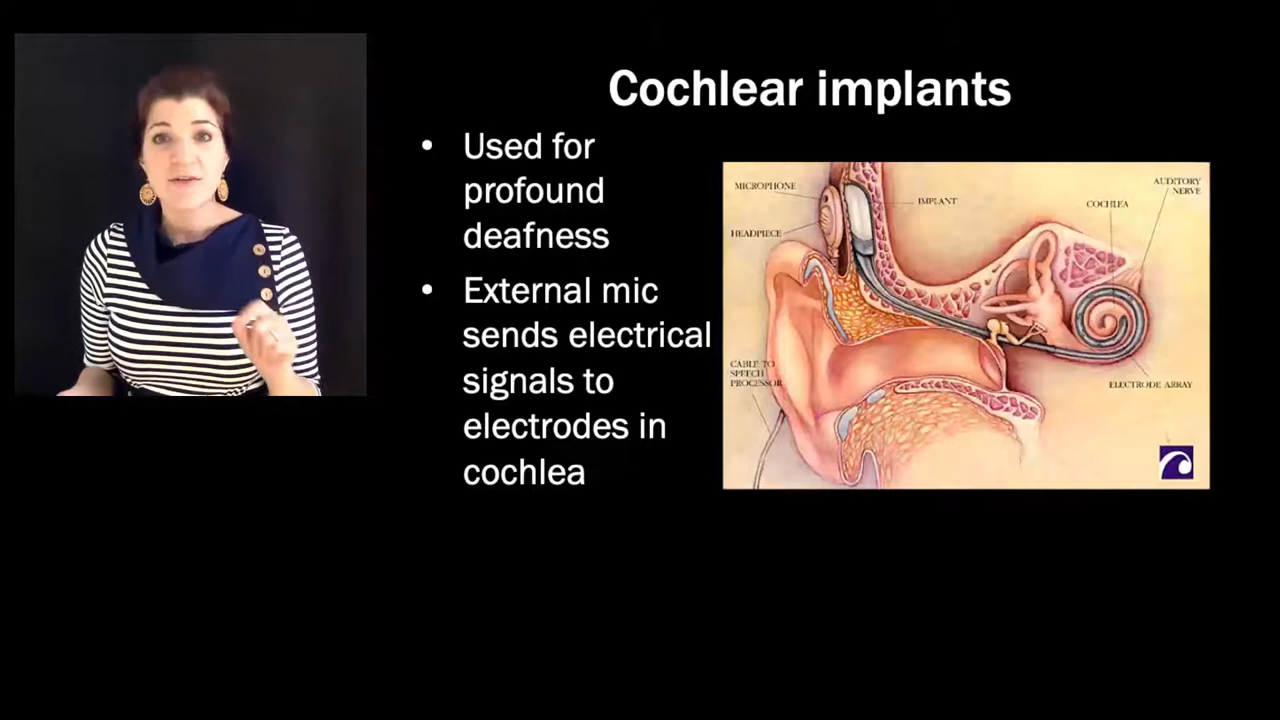 Cochlear implants
• Used for
profound
deafness
• External mic
sends electrical
signals to
electrodes in
cochlea
MICROPHONE
HEADPIECE
IMPLANT
AUDITORY
NERVE
COCHLEA
CABLE TO
SPEECH
PROCESSOR
ELECTRODE ARRAY